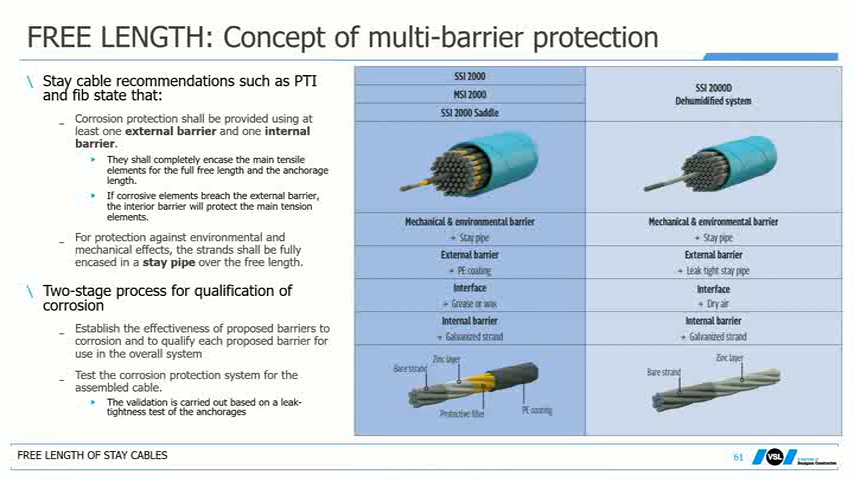 FREE LENGTH: Concept of multi-barrier protection
\ Stay cable recommendations such as PTI
and fib state that:
– Corrosion protection shall be provided using at
least one external barrier and one internal
barrier.
▸ They shall completely encase the main tensile
elements for the full free length and the anchorage
length.
▸ If corrosive elements breach the external barrier,
the interior barrier will protect the main tension
elements.
– For protection against environmental and
mechanical effects, the strands shall be fully
encased in a stay pipe over the free length.
\ Two-stage process for qualification of
corrosion
– Establish the effectiveness of proposed barriers to
corrosion and to qualify each proposed barrier for
use in the overall system
– Test the corrosion protection system for the
assembled cable.
▸ The validation is carried out based on a leak-
tightness test of the anchorages
SSI 2000
MSI 2000
SSI 2000 Saddle
Mechanical & environmental barrier
→ Stay pipe
External barrier
→ PE coating
Interface
→ Grease or wax
Internal barrier
→ Galvanized strand
Bare strand
Zinc layer
Protective filler
PE coating
SSI 2000D
Dehumidified system
Mechanical & environmental barrier
→ Stay pipe
External barrier
→ Leak tight stay pipe
Interface
→ Dry air
Internal barrier
→ Galvanized strand
Bare strand
Zinc layer
FREE LENGTH OF STAY CABLES
61
VSL